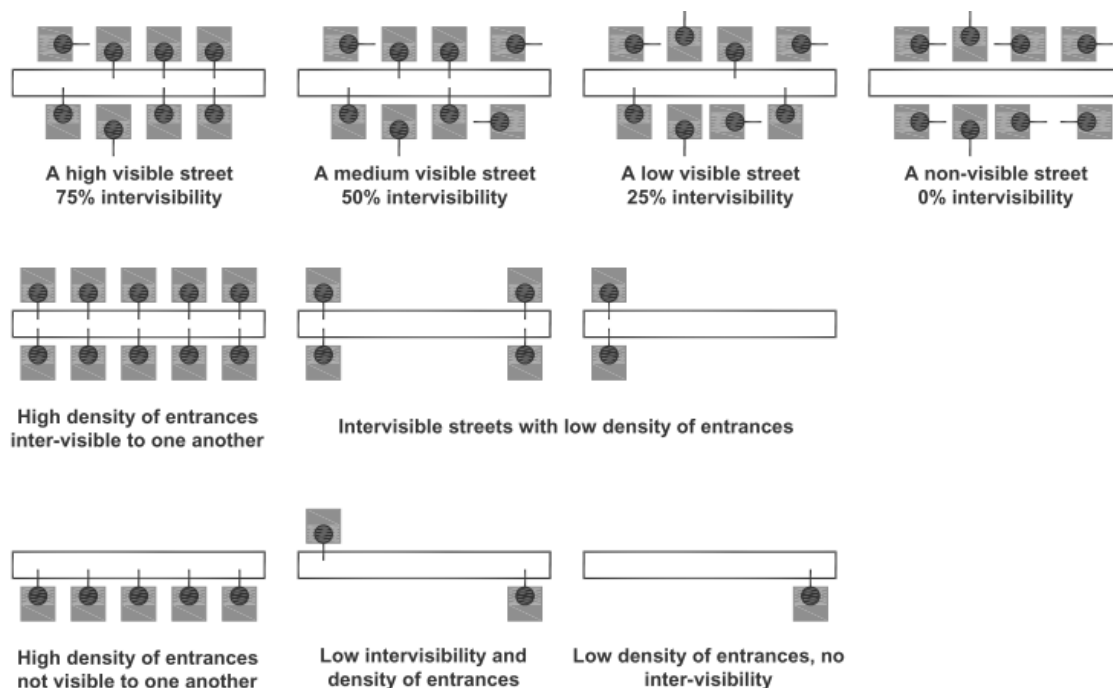 A high visible street
75% intervisibility
A medium visible street
50% intervisibility
A low visible street
25% intervisibility
A non-visible street
0% intervisibility
High density of entrances
inter-visible to one another
Intervisible streets with low density of entrances
High density of entrances
not visible to one another
Low intervisibility and
density of entrances
Low density of entrances, no
inter-visibility